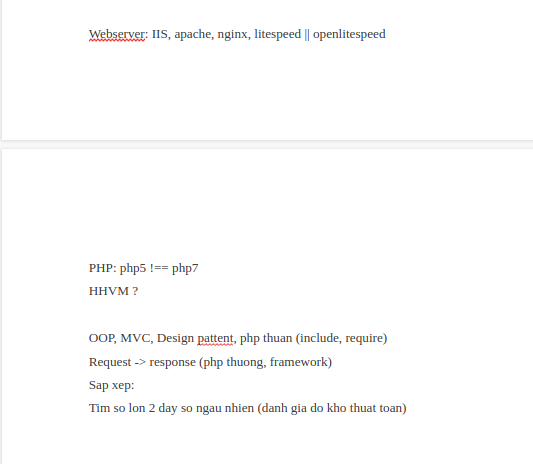 Webserver: IIS, apache, nginx, litespeed || openlitespeed
PHP: php5 !== php7
HHVM ?
OOP, MVC, Design pattent, php thuan (include, require)
Request -> response (php thuong, framework)
Sap xep:
Tim so lon 2 day so ngau nhien (danh gia do kho thuat toan)